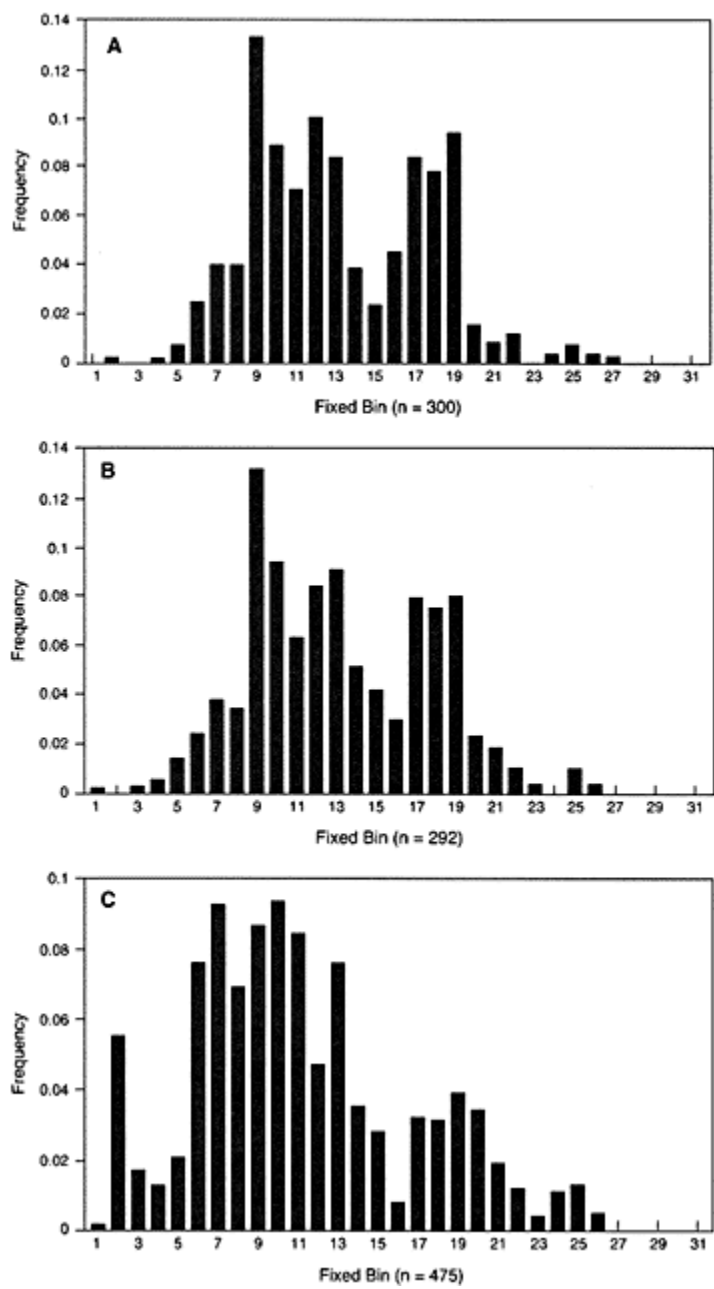 A
0.14
0.12
0.1
0.08
0.06
0.04
0.02
0
Frequency
1 3 5 7 9 11 13 15 17 19 21 23 25 27 29 31
Fixed Bin (n = 300)
B
0.14
0.12
0.1
0.08
0.06
0.04
0.02
0
Frequency
1 3 5 7 9 11 13 15 17 19 21 23 25 27 29 31
Fixed Bin (n = 292)
C
0.1
0.08
0.06
0.04
0.02
0
Frequency
1 3 5 7 9 11 13 15 17 19 21 23 25 27 29 31
Fixed Bin (n = 475)